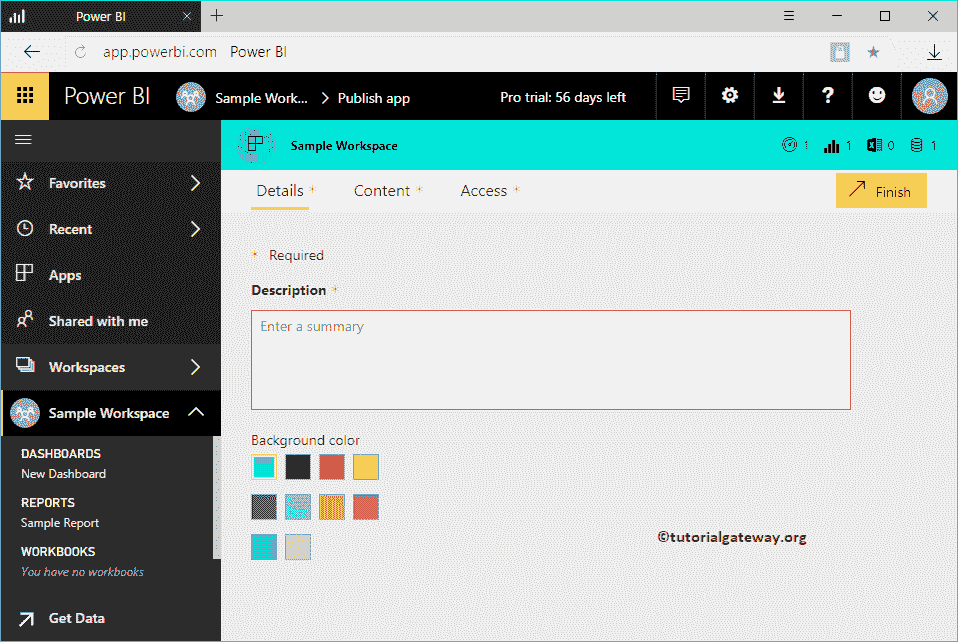 Power BI
app.powerbi.com Power BI
Power BI Sample Work... Publish app Pro trial: 56 days left
Sample Workspace 1 1 0 1
Favorites
Recent
Apps
Shared with me
Workspaces
Sample Workspace
DASHBOARDS
New Dashboard
REPORTS
Sample Report
WORKBOOKS
You have no workbooks
Get Data
Details * Content * Access * Finish
* Required
Description *
Enter a summary
Background color
©tutorialgateway.org